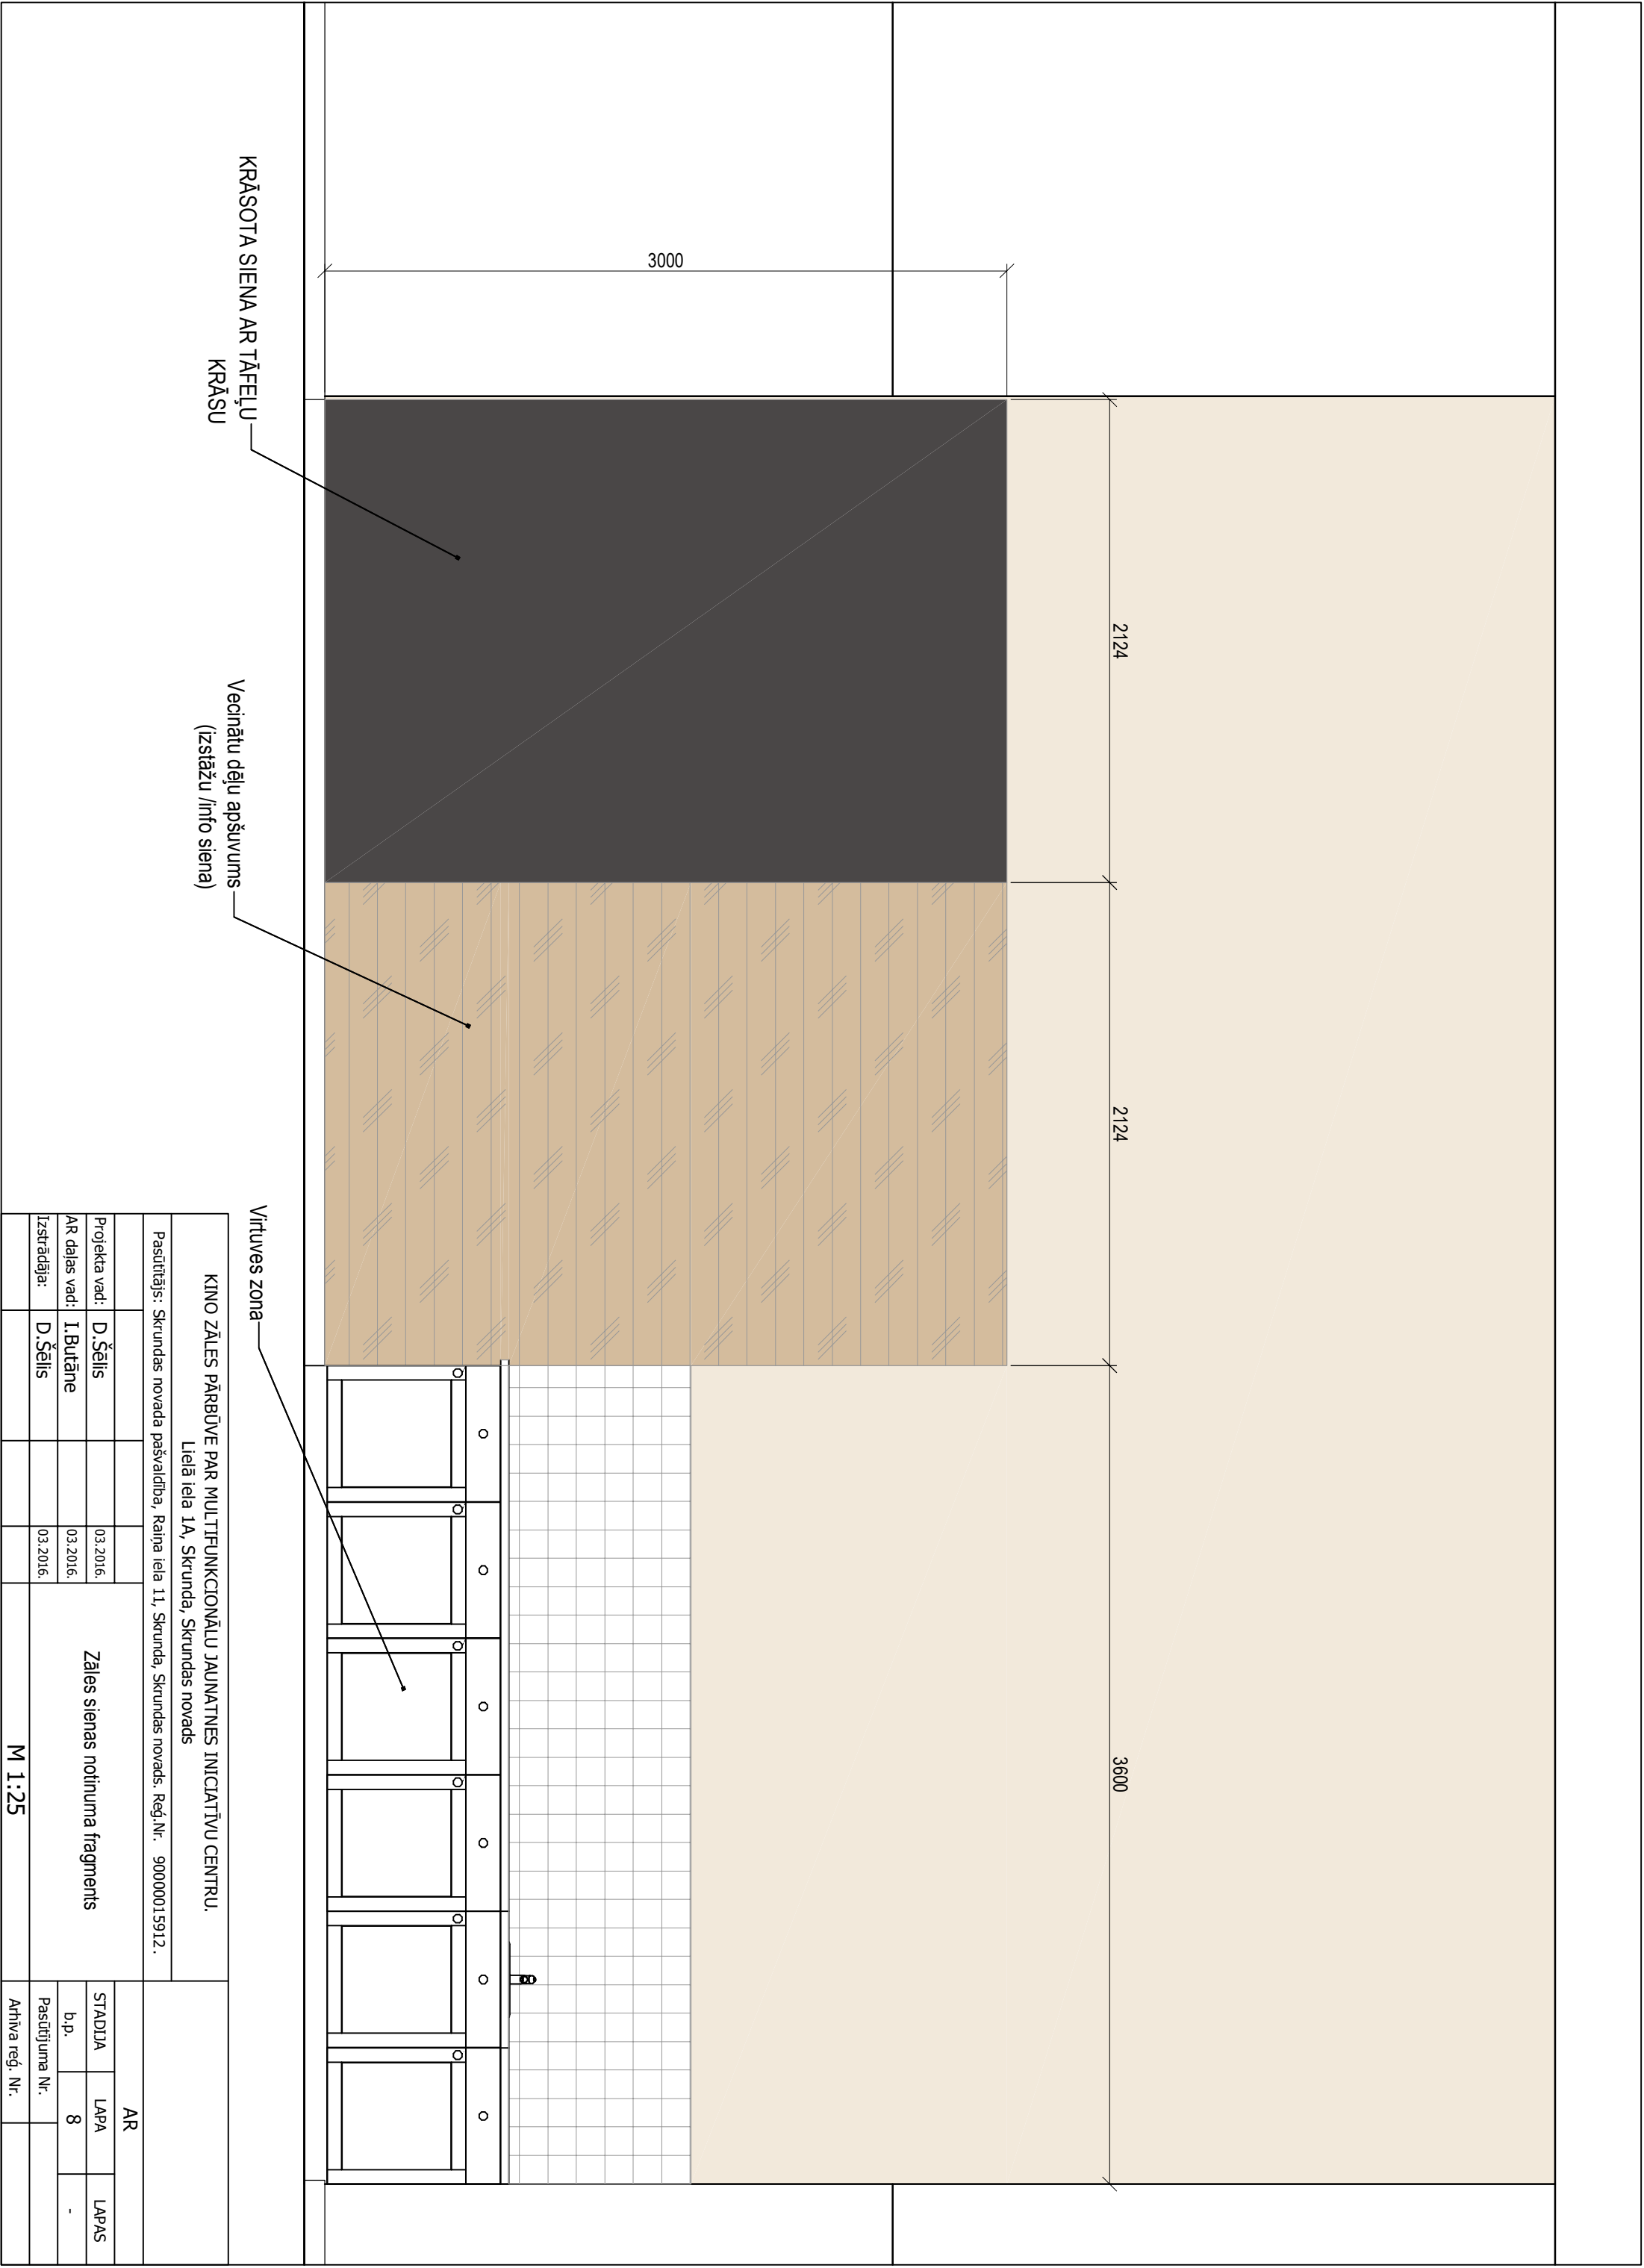 3000
2124
2124
3600
KRĀSOTA SIENA AR TĀFEĻU
KRĀSU
Vecinātu dēļu apšuvums
(izstāžu /info siena)
Virtuves zona
KINO ZĀLES PĀRBŪVE PAR MULTIFUNKCIONĀLU JAUNATNES INICIATĪVU CENTRU.
Lielā iela 1A, Skrunda, Skrundas novads
Pasūtītājs: Skrundas novada pašvaldība, Raiņa iela 11, Skrunda, Skrundas novads. Reģ.Nr. 90000015912.
AR
Projekta vad: D.Šēlis 03.2016.
AR daļas vad: I.Butāne 03.2016.
Izstrādāja: D.Šēlis 03.2016.
Zāles sienas notinuma fragments
STADIJA LAPA LAPAS
b.p. 8 -
Pasūtījuma Nr.
M 1:25
Arhīva reģ. Nr.